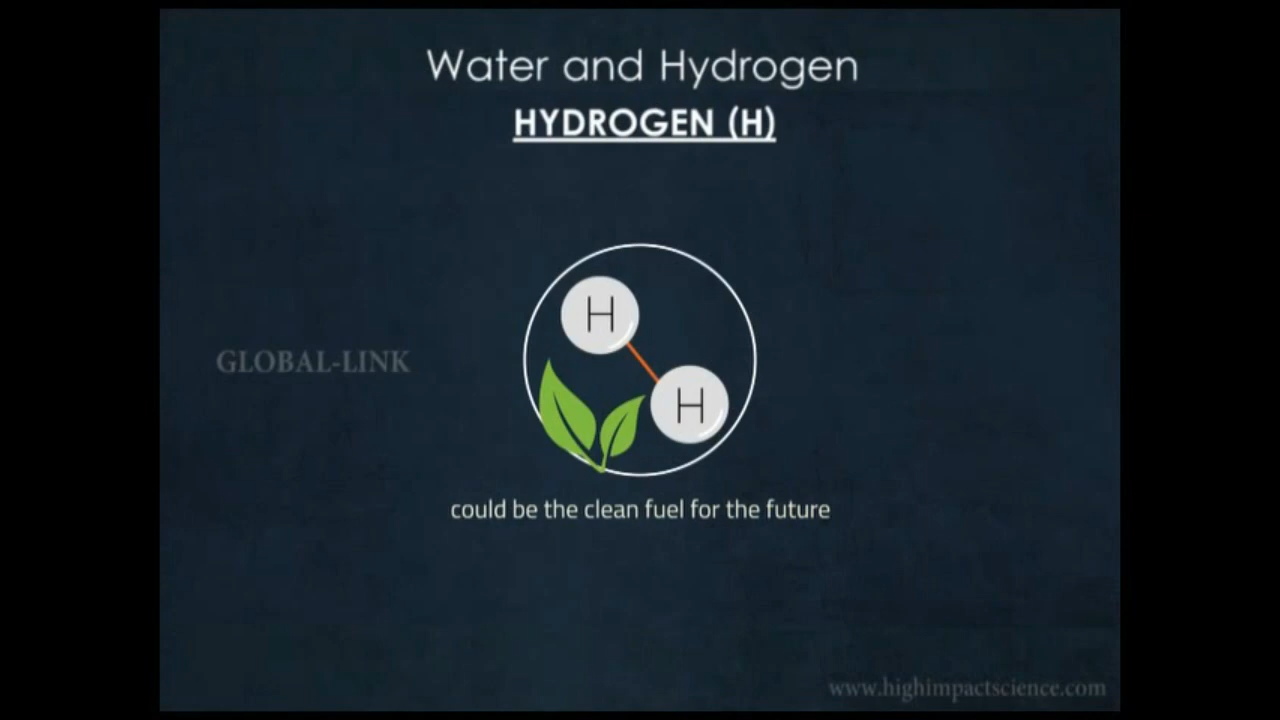 Water and Hydrogen
HYDROGEN (H)
H
H
GLOBAL-LINK
could be the clean fuel for the future
www.highimpactscience.com